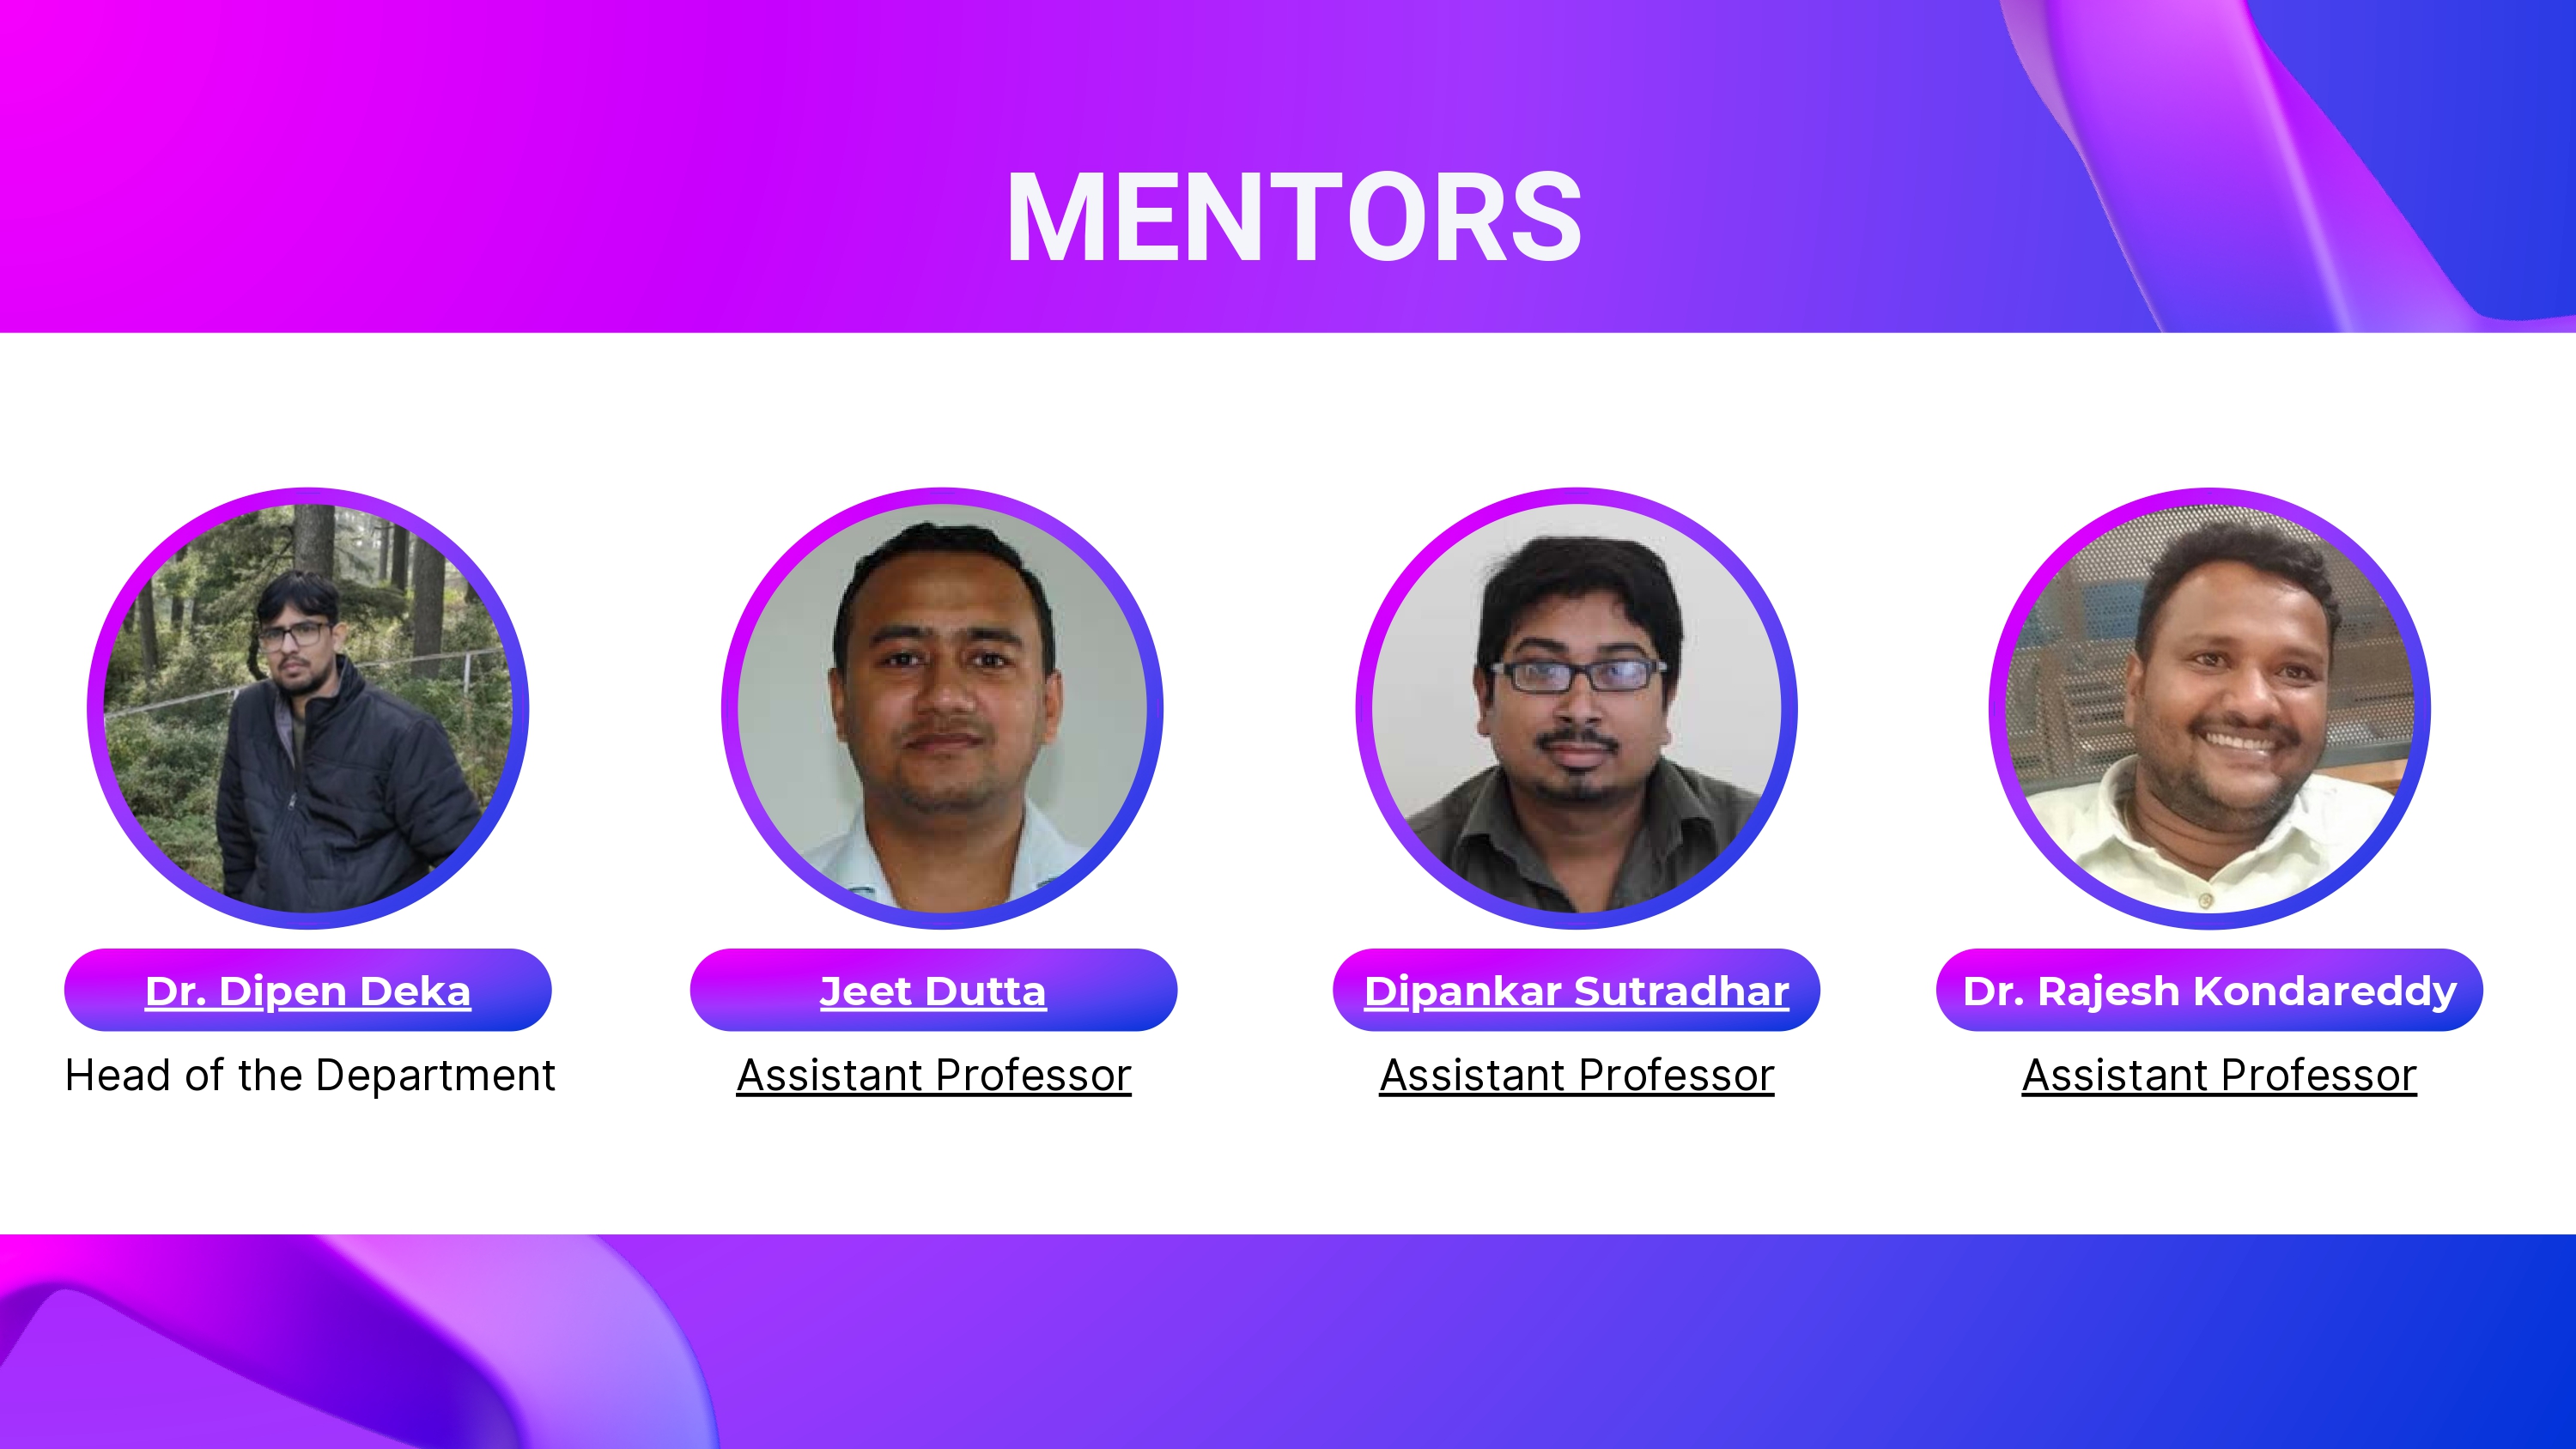 MENTORS
Dr. Dipen Deka
Head of the Department
Jeet Dutta
Assistant Professor
Dipankar Sutradhar
Assistant Professor
Dr. Rajesh Kondareddy
Assistant Professor